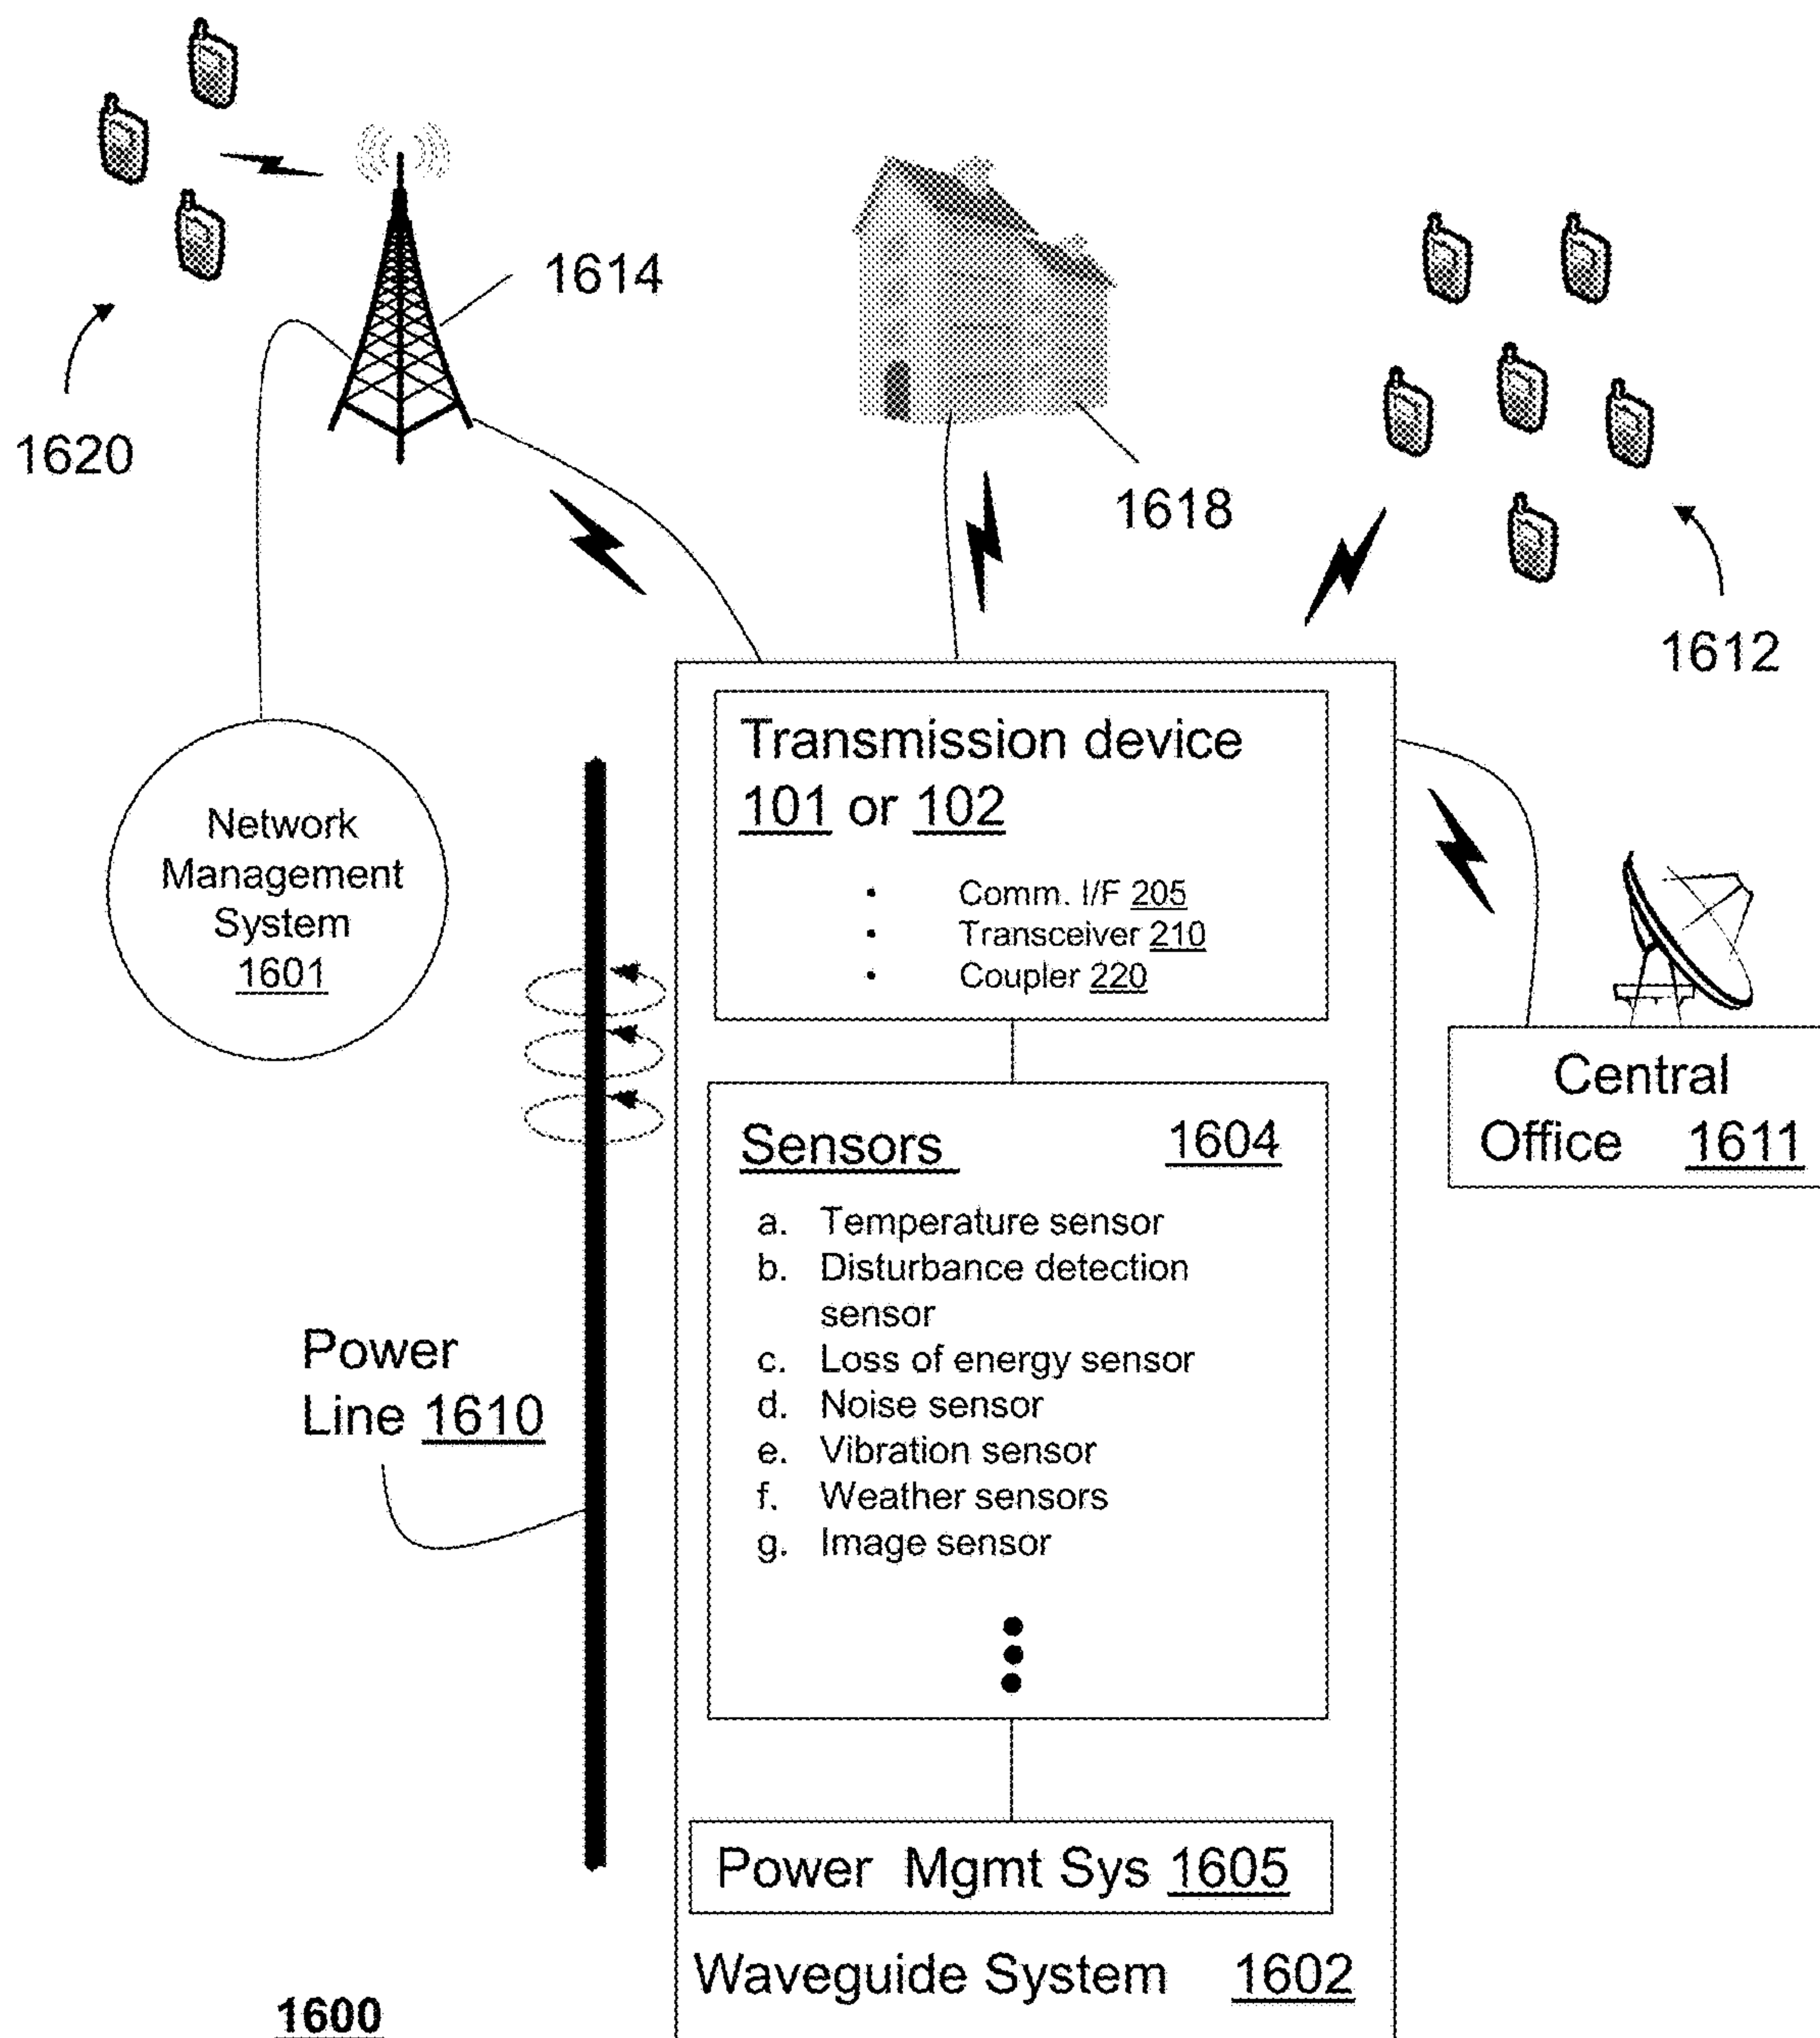 1614
1620
1618
1612
Network
Management
System
1601
Transmission device
101 or 102
• Comm. I/F 205
• Transceiver 210
• Coupler 220
Central
Office 1611
Sensors 1604
a. Temperature sensor
b. Disturbance detection
sensor
c. Loss of energy sensor
d. Noise sensor
e. Vibration sensor
f. Weather sensors
g. Image sensor
Power
Line 1610
Power Mgmt Sys 1605
Waveguide System 1602
1600